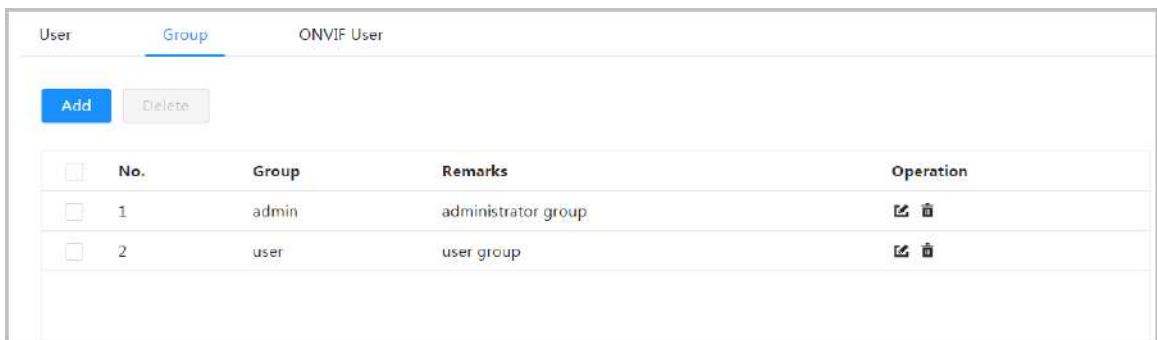 User Group ONVIF User
Add Delete
No. Group Remarks Operation
1 admin administrator group
2 user user group